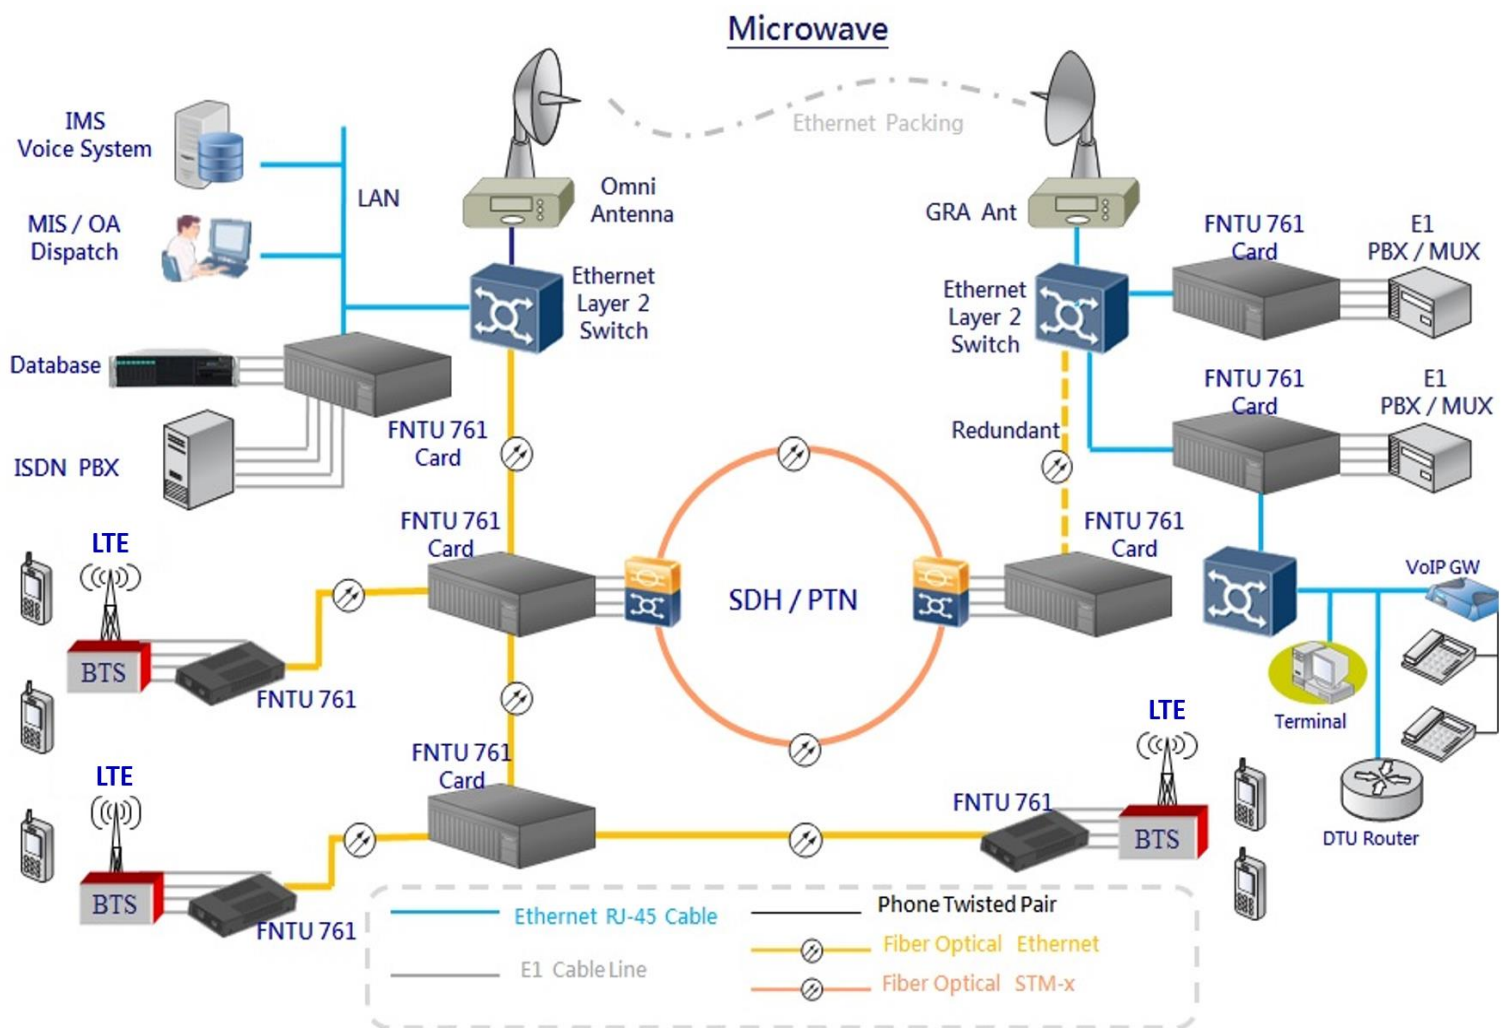 Microwave
Ethernet Packing
IMS
Voice System
LAN
MIS / OA
Dispatch
Omni
Antenna
GRA Ant
FNTU 761
Card
E1
PBX / MUX
Ethernet
Layer 2
Switch
Ethernet
Layer 2
Switch
Database
FNTU 761
Card
FNTU 761
Card
E1
PBX / MUX
Redundant
ISDN PBX
FNTU 761
Card
FNTU 761
Card
LTE
BTS
FNTU 761
SDH / PTN
VoIP GW
Terminal
DTU Router
LTE
BTS
FNTU 761
FNTU 761
Card
LTE
BTS
FNTU 761
Ethernet RJ-45 Cable
Phone Twisted Pair
Fiber Optical Ethernet
E1 Cable Line
Fiber Optical STM-x